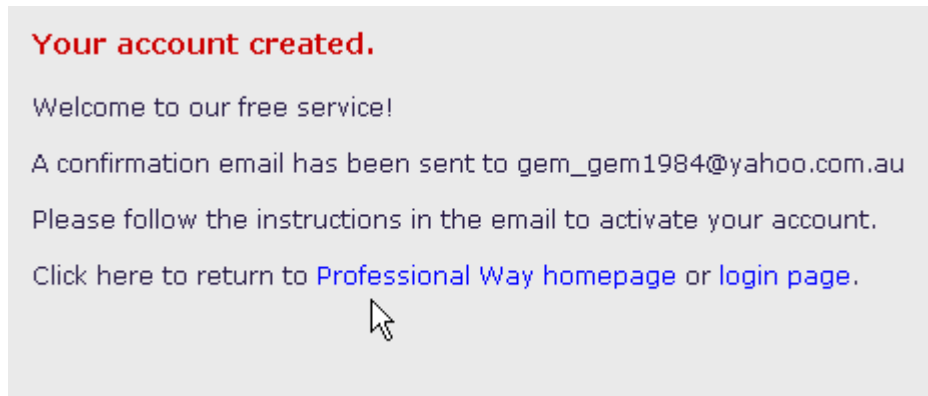 Your account created.
Welcome to our free service!
A confirmation email has been sent to gem_gem1984@yahoo.com.au
Please follow the instructions in the email to activate your account.
Click here to return to Professional Way homepage or login page.